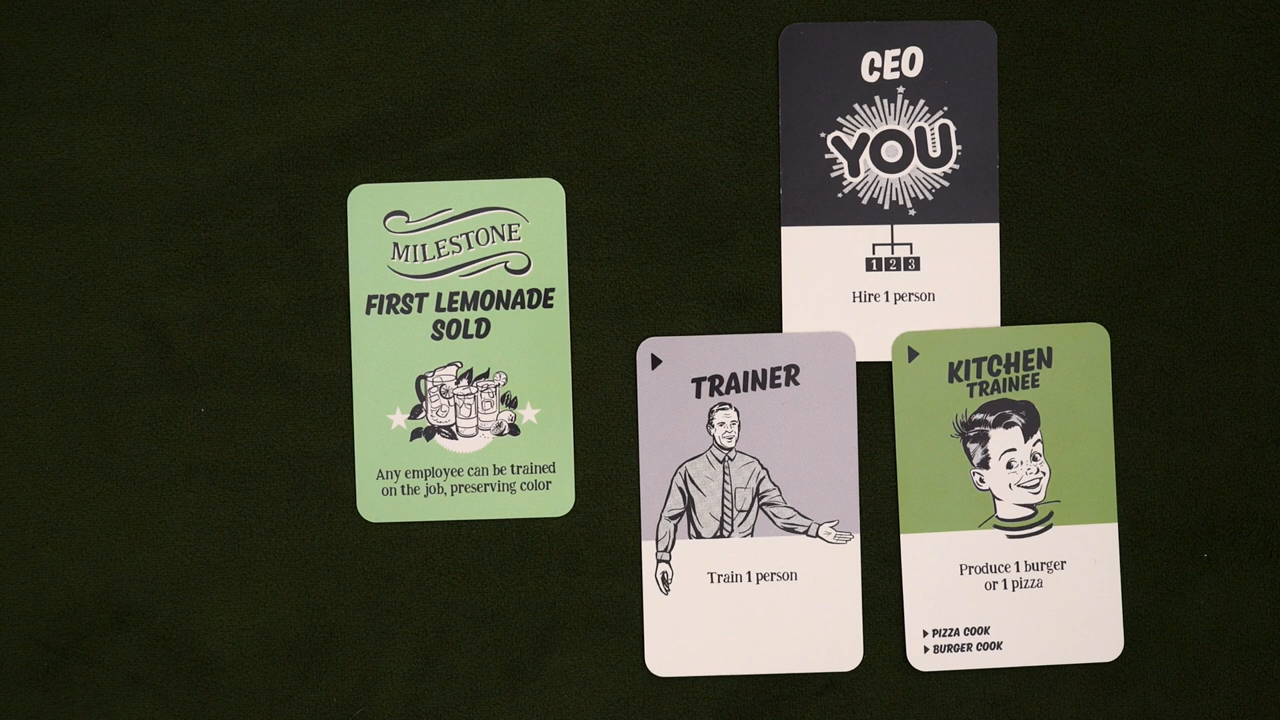 MILESTONE
FIRST LEMONADE
SOLD
Any employee can be trained
on the job, preserving color
CEO
YOU
1 2 3
Hire 1 person
TRAINER
Train 1 person
KITCHEN
TRAINEE
Produce 1 burger
or 1 pizza
PIZZA COOK
BURGER COOK